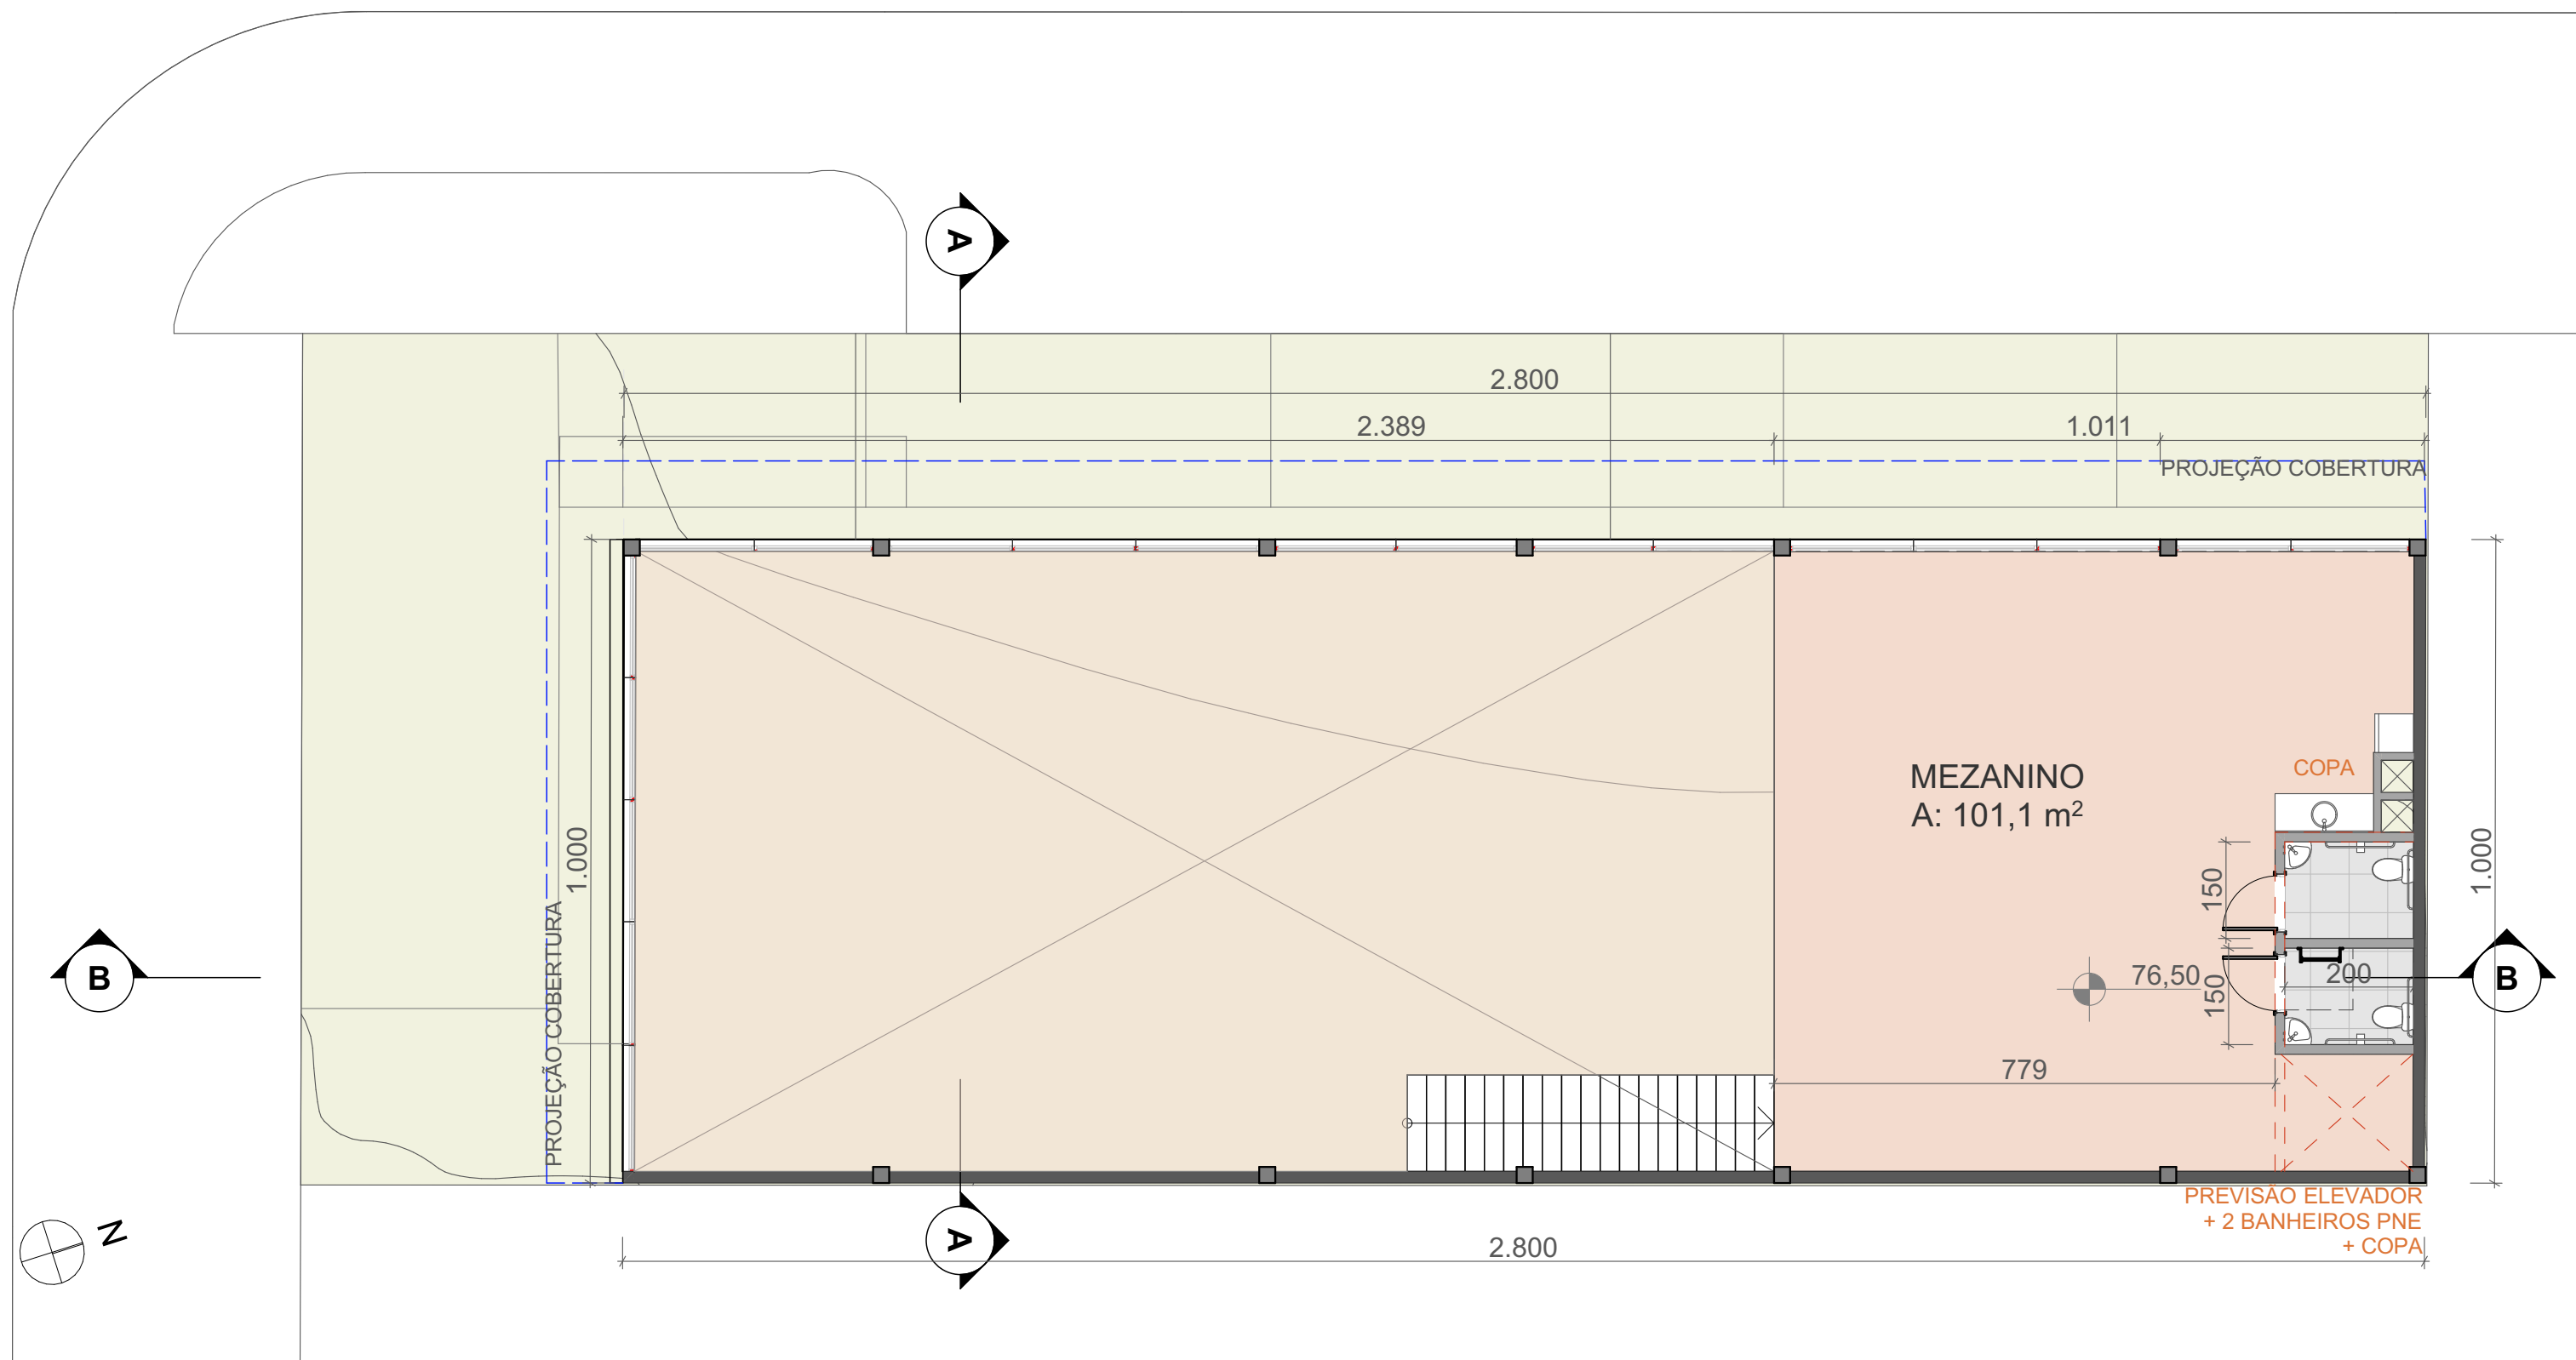 A
2.800
2.389
1.011
PROJEÇÃO COBERTURA
MEZANINO
A: 101,1 m²
COPA
1.000
1.000
150
PROJEÇÃO COBERTURA
B
76,50
150
200
B
779
PREVISÃO ELEVADOR
+ 2 BANHEIROS PNE
+ COPA
N
A
2.800